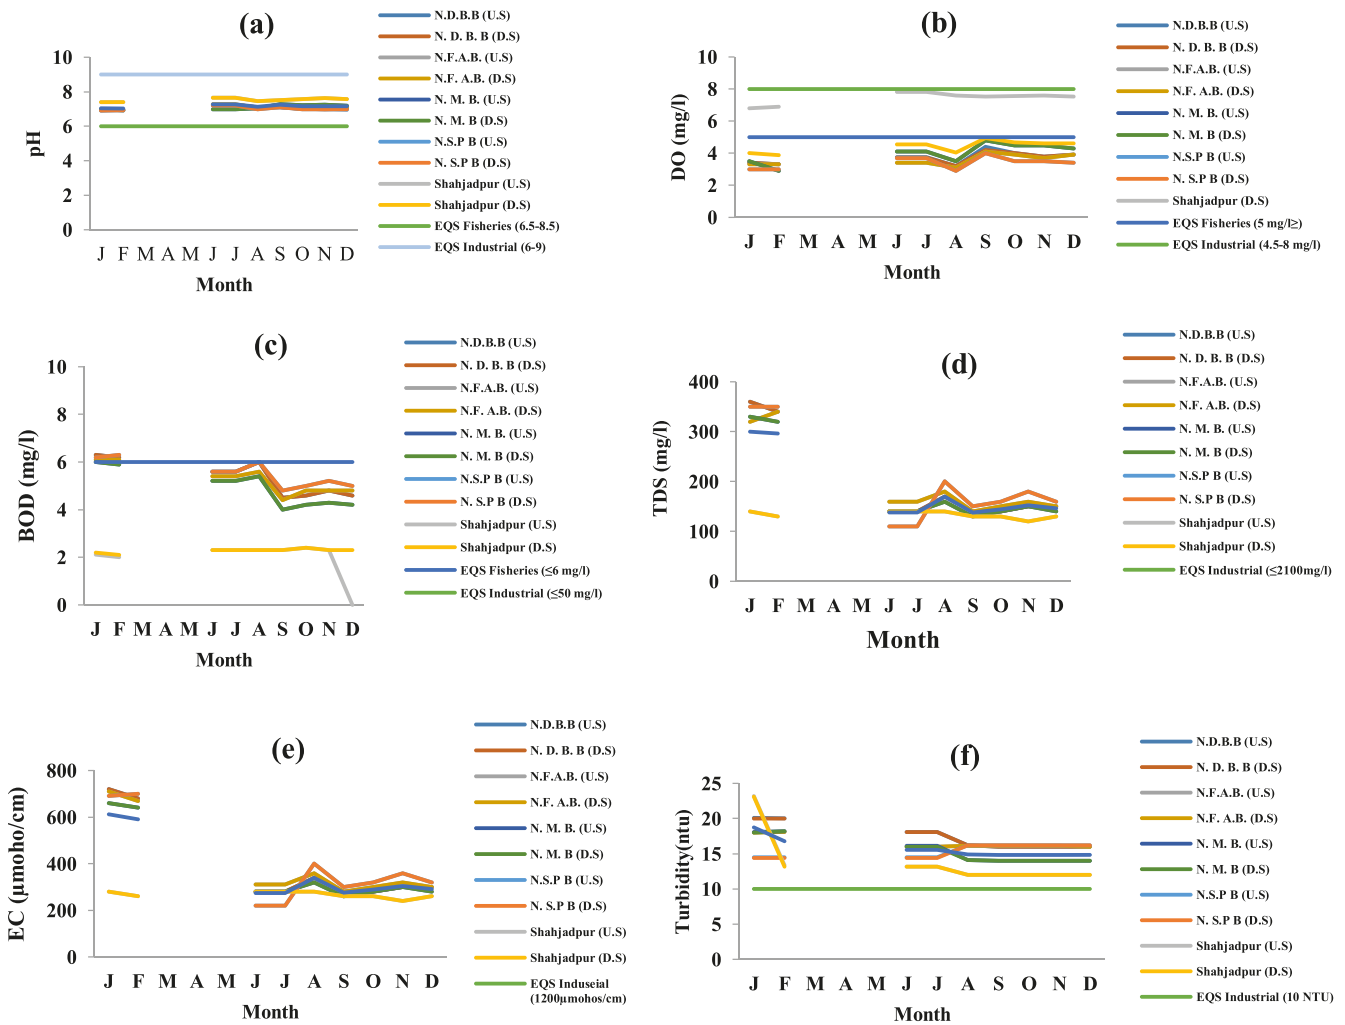 (a)
10
8
6
4
2
0
pH
J F M A M J J A S O N D
Month
N.D.B.B (U.S)
N. D. B. B (D.S)
N.F.A.B. (U.S)
N.F. A.B. (D.S)
N. M. B. (U.S)
N. M. B (D.S)
N.S.P B (U.S)
N. S.P B (D.S)
Shahjadpur (U.S)
Shahjadpur (D.S)
EQS Fisheries (6.5-8.5)
EQS Industrial (6-9)
(b)
10
8
6
4
2
0
DO (mg/l)
J F M A M J J A S O N D
Month
N.D.B.B (U.S)
N. D. B. B (D.S)
N.F.A.B. (U.S)
N.F. A.B. (D.S)
N. M. B. (U.S)
N. M. B (D.S)
N.S.P B (U.S)
N. S.P B (D.S)
Shahjadpur (D.S)
EQS Fisheries (5 mg/l≥)
EQS Industrial (4.5-8 mg/l)
(c)
10
8
6
4
2
0
BOD (mg/l)
J F M A M J J A S O N D
Month
N.D.B.B (U.S)
N. D. B. B (D.S)
N.F.A.B. (U.S)
N.F. A.B. (D.S)
N. M. B. (U.S)
N. M. B (D.S)
N.S.P B (U.S)
N. S.P B (D.S)
Shahjadpur (U.S)
Shahjadpur (D.S)
EQS Fisheries (≤6 mg/l)
EQS Industrial (≤50 mg/l)
(d)
400
300
200
100
0
TDS (mg/l)
J F M A M J J A S O N D
Month
N.D.B.B (U.S)
N. D. B. B (D.S)
N.F.A.B. (U.S)
N.F. A.B. (D.S)
N. M. B. (U.S)
N. M. B (D.S)
N.S.P B (U.S)
N. S.P B (D.S)
Shahjadpur (U.S)
Shahjadpur (D.S)
EQS Industrial (≤2100mg/l)
(e)
800
600
400
200
0
EC (µmoho/cm)
J F M A M J J A S O N D
Month
N.D.B.B (U.S)
N. D. B. B (D.S)
N.F.A.B. (U.S)
N.F. A.B. (D.S)
N. M. B. (U.S)
N. M. B (D.S)
N.S.P B (U.S)
N. S.P B (D.S)
Shahjadpur (U.S)
Shahjadpur (D.S)
EQS Induseial
(1200µmohos/cm)
(f)
25
20
15
10
5
0
Turbidity(ntu)
J F M A M J J A S O N D
Month
N.D.B.B (U.S)
N. D. B. B (D.S)
N.F.A.B. (U.S)
N.F. A.B. (D.S)
N. M. B. (U.S)
N. M. B (D.S)
N.S.P B (U.S)
N. S.P B (D.S)
Shahjadpur (U.S)
Shahjadpur (D.S)
EQS Industrial (10 NTU)